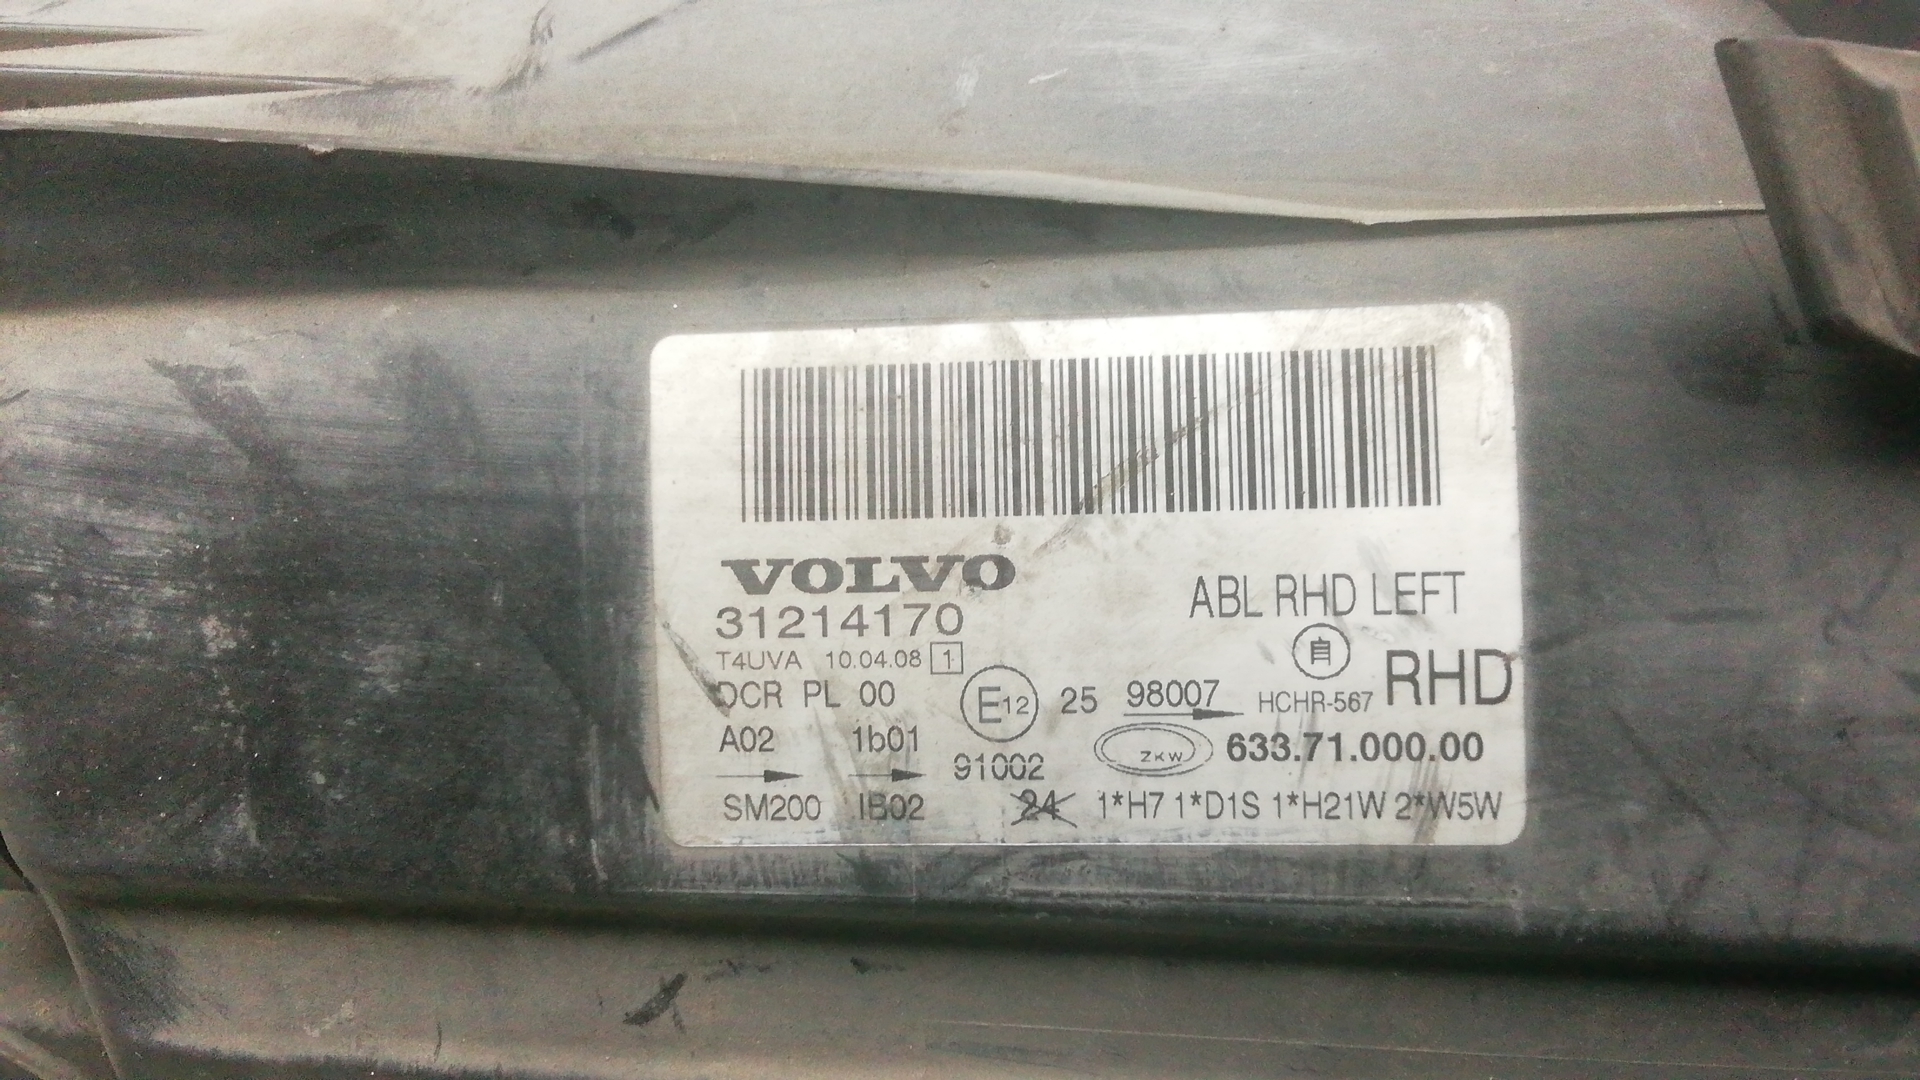 VOLVO
31214170
ABL RHD LEFT
T4UVA 10.04.08 1
自
RHD
DCR PL 00
E12 25 98007
HCHR-567
A02 1b01
91002
ZKW
633.71.000.00
SM200 IB02
24
1*H7 1*D1S 1*H21W 2*W5W